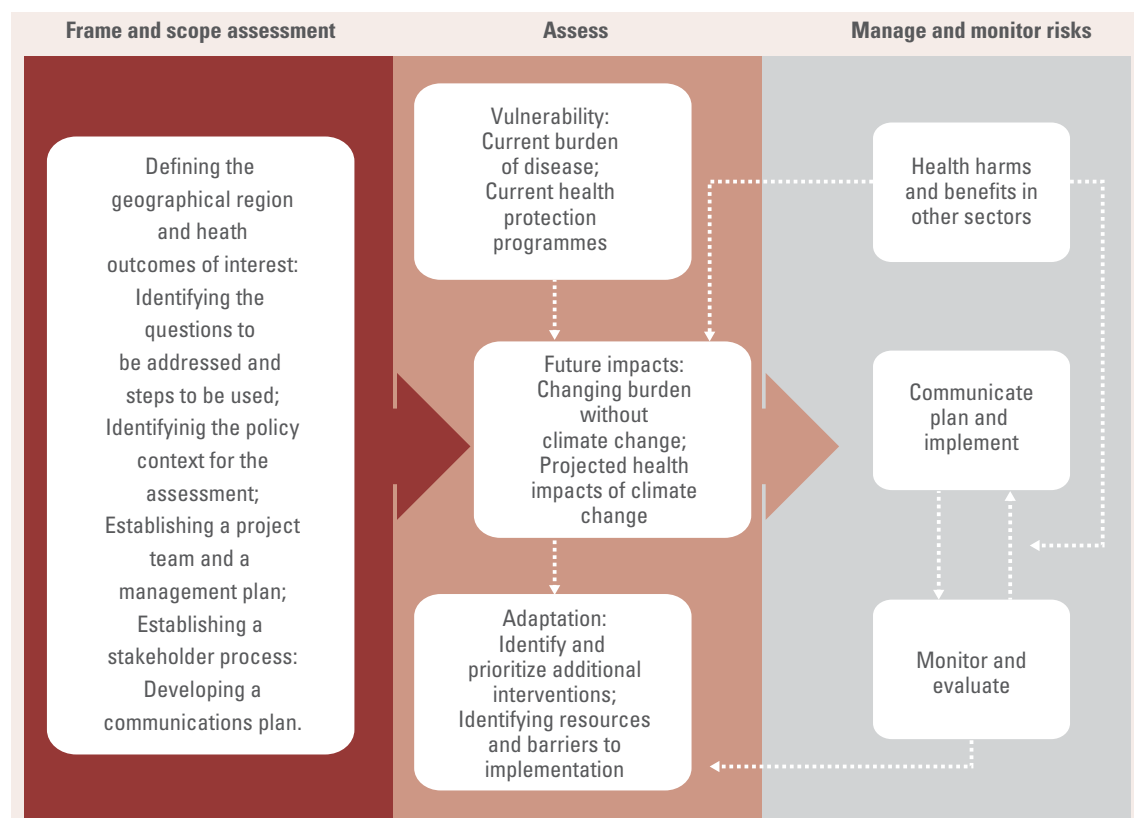 Frame and scope assessment
Assess
Manage and monitor risks
Defining the
geographical region
and heath
outcomes of interest:
Identifying the
questions to
be addressed and
steps to be used;
Identifyinig the policy
context for the
assessment;
Establishing a project
team and a
management plan;
Establishing a
stakeholder process:
Developing a
communications plan.
Vulnerability:
Current burden
of disease;
Current health
protection
programmes
Future impacts:
Changing burden
without
climate change;
Projected health
impacts of climate
change
Adaptation:
Identify and
prioritize additional
interventions;
Identifying resources
and barriers to
implementation
Health harms
and benefits in
other sectors
Communicate
plan and
implement
Monitor and
evaluate